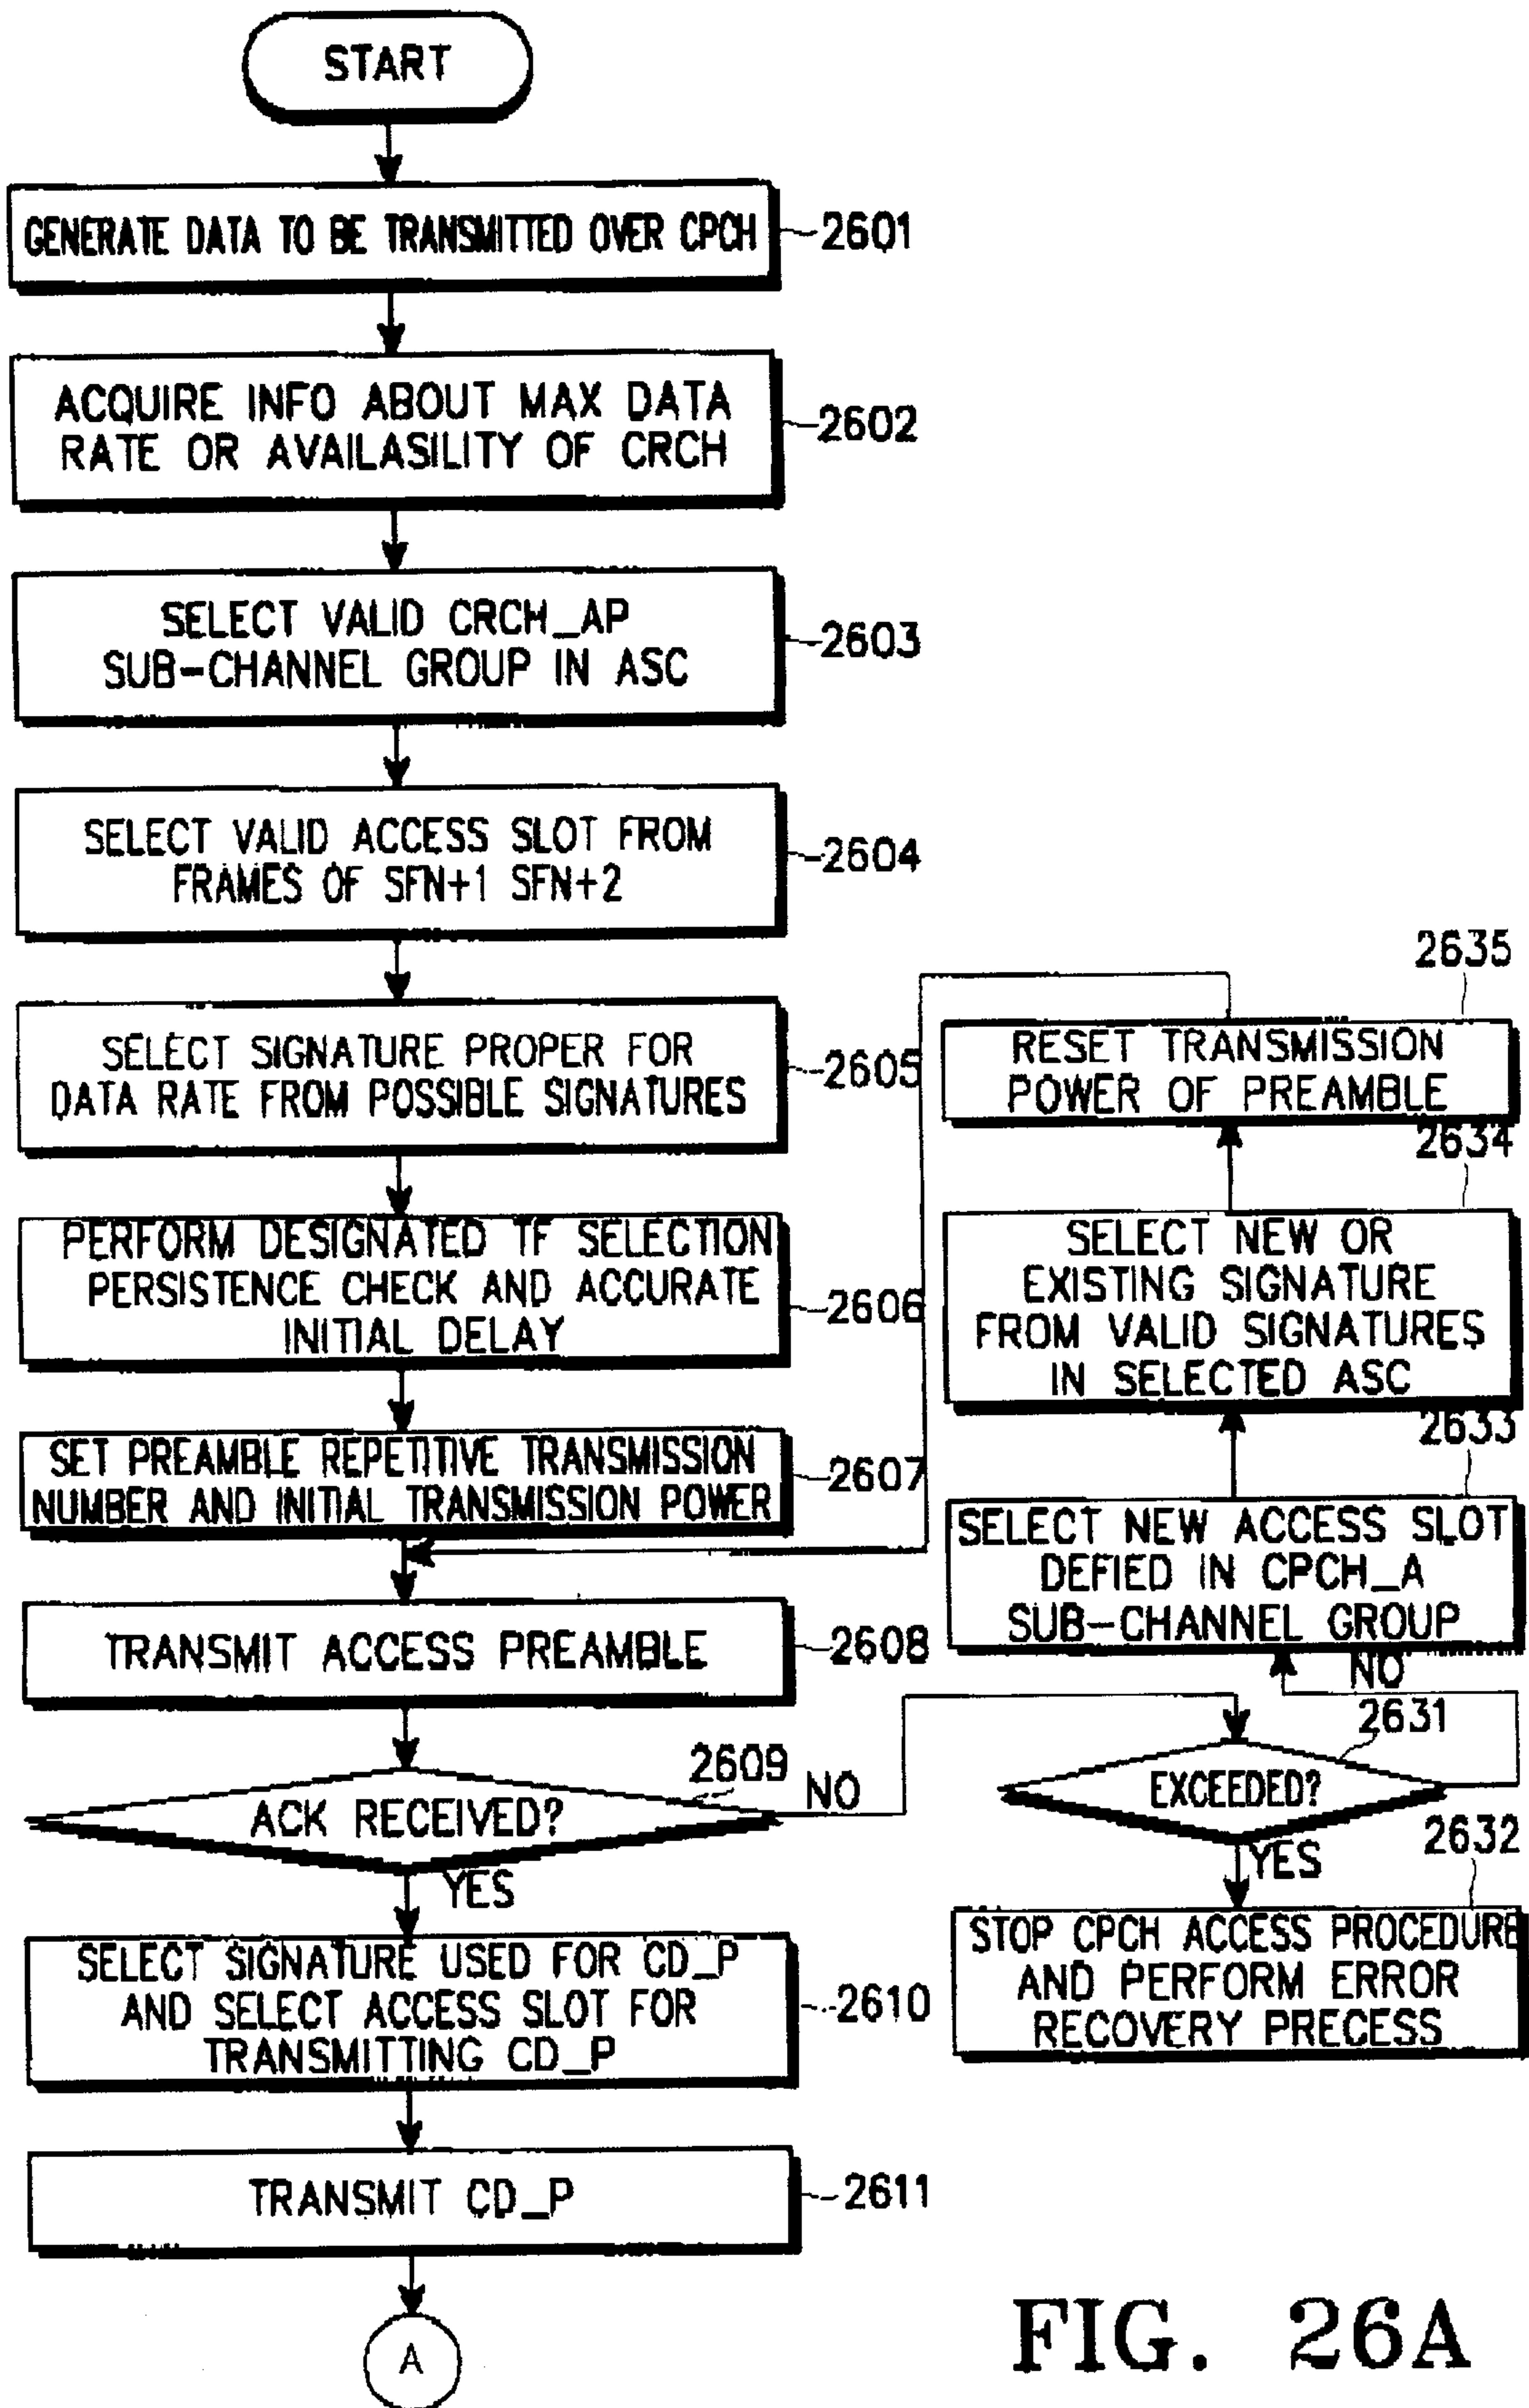 START
GENERATE DATA TO BE TRANSMITTED OVER CPCH
2601
ACQUIRE INFO ABOUT MAX DATA
RATE OR AVAILASILITY OF CRCH
2602
SELECT VALID CRCH_AP
SUB-CHANNEL GROUP IN ASC
2603
SELECT VALID ACCESS SLOT FROM
FRAMES OF SFN+1 SFN+2
2604
SELECT SIGNATURE PROPER FOR
DATA RATE FROM POSSIBLE SIGNATURES
2605
PERFORM DESIGNATED TF SELECTION
PERSISTENCE CHECK AND ACCURATE
INITIAL DELAY
2606
SET PREAMBLE REPETITIVE TRANSMISSION
NUMBER AND INITIAL TRANSMISSION POWER
2607
TRANSMIT ACCESS PREAMBLE
2608
2609
ACK RECEIVED?
NO
YES
SELECT SIGNATURE USED FOR CD_P
AND SELECT ACCESS SLOT FOR
TRANSMITTING CD_P
2610
TRANSMIT CD_P
2611
A
2635
RESET TRANSMISSION
POWER OF PREAMBLE
2634
SELECT NEW OR
EXISTING SIGNATURE
FROM VALID SIGNATURES
IN SELECTED ASC
2633
SELECT NEW ACCESS SLOT
DEFIED IN CPCH_A
SUB-CHANNEL GROUP
NO
2631
EXCEEDED?
YES
2632
STOP CPCH ACCESS PROCEDURE
AND PERFORM ERROR
RECOVERY PRECESS
FIG. 26A